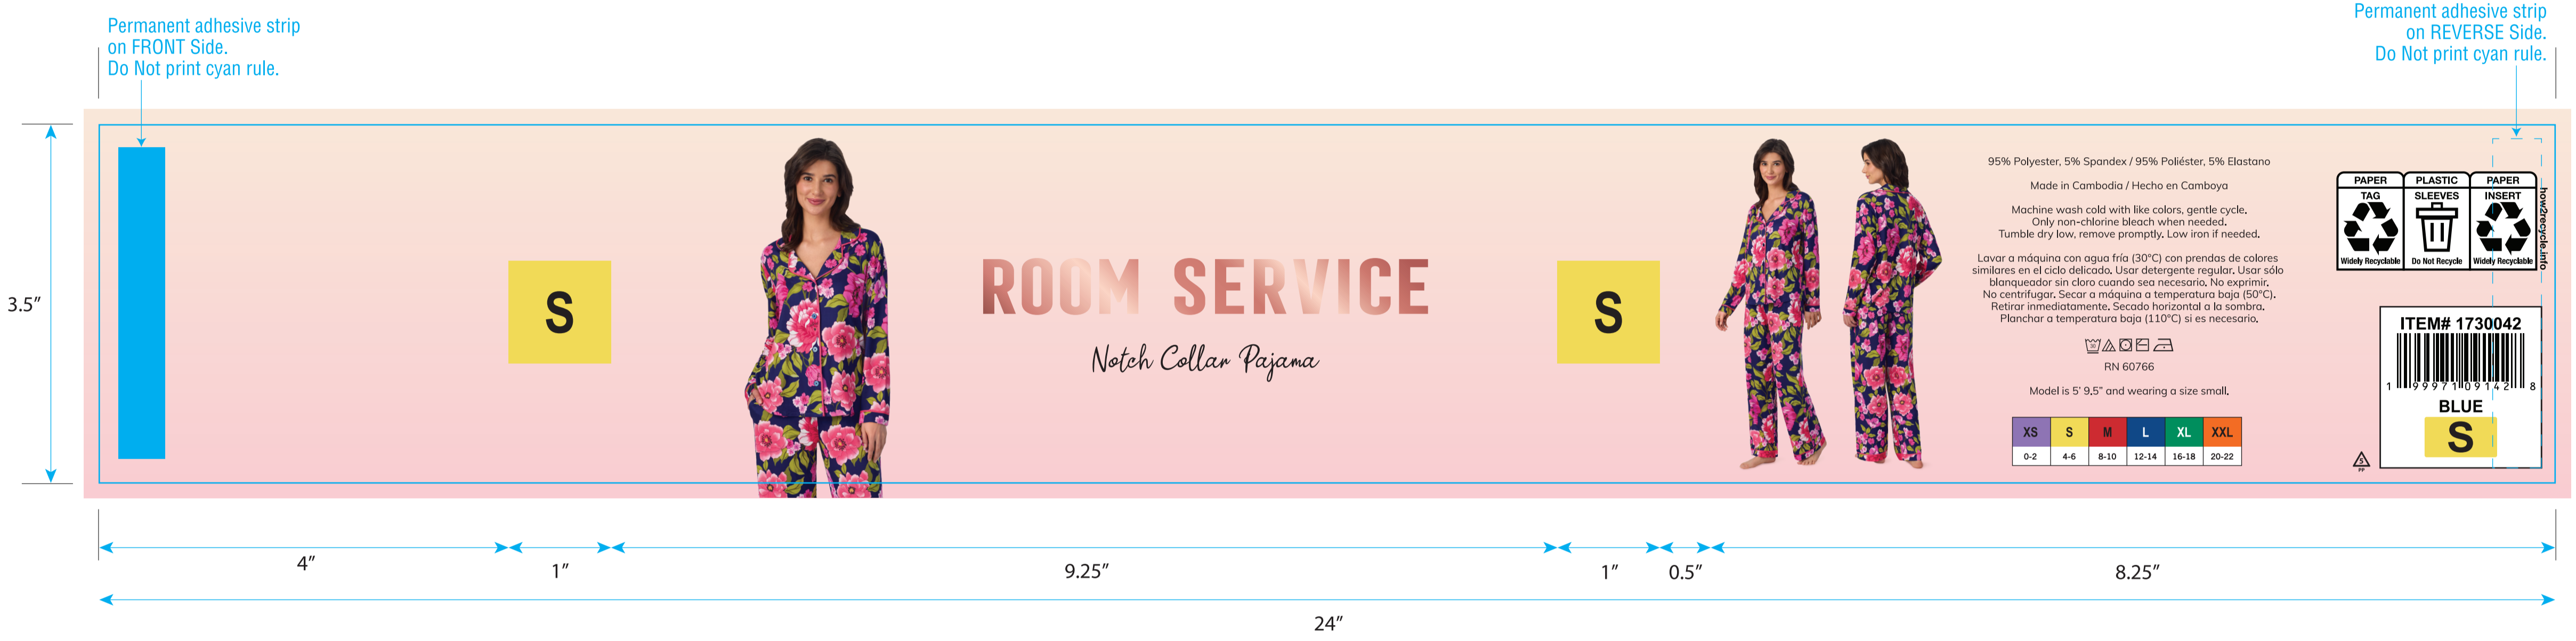 Permanent adhesive strip
on FRONT Side.
Do Not print cyan rule.
Permanent adhesive strip
on REVERSE Side.
Do Not print cyan rule.
3.5"
S
ROOM SERVICE
Notch Collar Pajama
S
95% Polyester, 5% Spandex / 95% Poliéster, 5% Elastano
Made in Cambodia / Hecho en Camboya
Machine wash cold with like colors, gentle cycle.
Only non-chlorine bleach when needed.
Tumble dry low, remove promptly. Low iron if needed.
Lavar a máquina con agua fría (30°C) con prendas de colores
similares en el ciclo delicado. Usar detergente regular. Usar sólo
blanqueador sin cloro cuando sea necesario. No exprimir.
No centrifugar. Secar a máquina a temperatura baja (50°C).
Retirar inmediatamente. Secado horizontal a la sombra.
Planchar a temperatura baja (110°C) si es necesario.
30
RN 60766
Model is 5' 9.5" and wearing a size small.
XS S M L XL XXL
0-2 4-6 8-10 12-14 16-18 20-22
PAPER PLASTIC PAPER
TAG SLEEVES INSERT
Widely Recyclable Do Not Recycle Widely Recyclable
how2recycle.info
5
PP
ITEM# 1730042
1 99971 09142 8
BLUE
S
4"
1"
9.25"
1"
0.5"
8.25"
24"